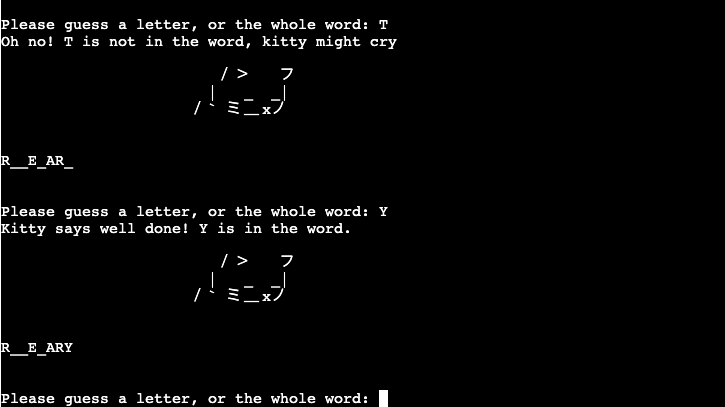 Please guess a letter, or the whole word: T
Oh no! T is not in the word, kitty might cry
/ >   フ
|  _  _|
/ ` ミ＿xノ
R__E_AR_
Please guess a letter, or the whole word: Y
Kitty says well done! Y is in the word.
/ >   フ
|  _  _|
/ ` ミ＿xノ
R__E_ARY
Please guess a letter, or the whole word: